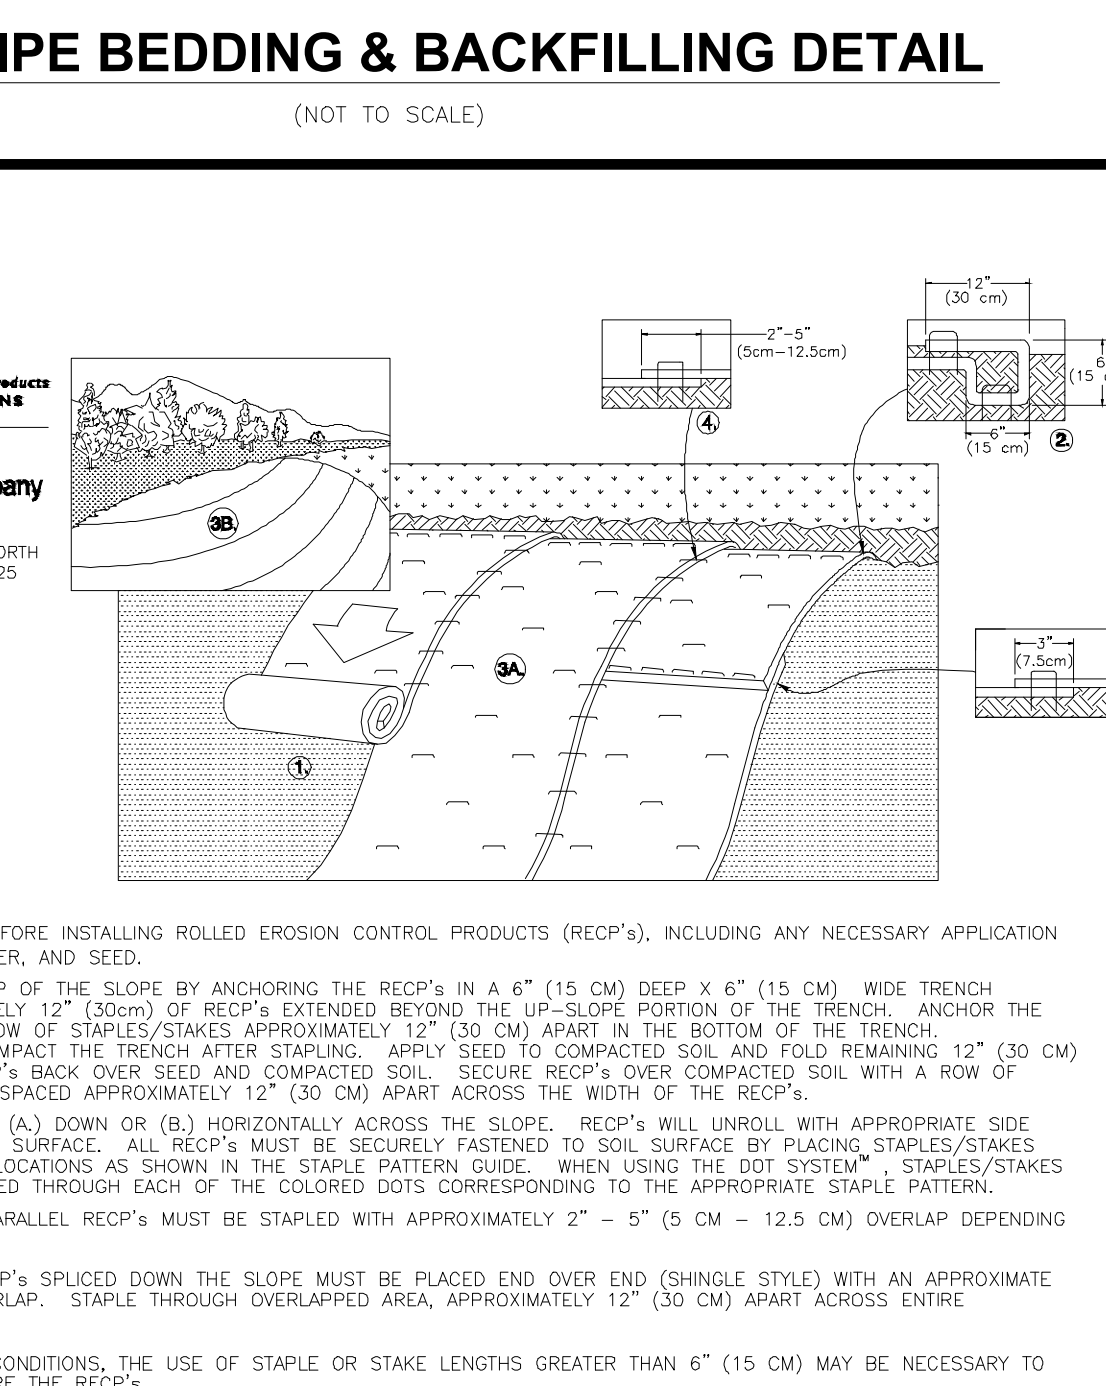 IPE BEDDING & BACKFILLING DETAIL
(NOT TO SCALE)
oducts
NS
pany
ORTH
25
12"
(30 cm)
2"-5"
(5cm-12.5cm)
6
(15 c
6"
(15 cm)
4.
2.
3B.
3"
(7.5cm)
3A.
1.
FORE INSTALLING ROLLED EROSION CONTROL PRODUCTS (RECP's), INCLUDING ANY NECESSARY APPLICATION
ER, AND SEED.
P OF THE SLOPE BY ANCHORING THE RECP's IN A 6" (15 CM) DEEP X 6" (15 CM) WIDE TRENCH
ELY 12" (30cm) OF RECP's EXTENDED BEYOND THE UP-SLOPE PORTION OF THE TRENCH. ANCHOR THE
OW OF STAPLES/STAKES APPROXIMATELY 12" (30 CM) APART IN THE BOTTOM OF THE TRENCH.
MPACT THE TRENCH AFTER STAPLING. APPLY SEED TO COMPACTED SOIL AND FOLD REMAINING 12" (30 CM)
P's BACK OVER SEED AND COMPACTED SOIL. SECURE RECP's OVER COMPACTED SOIL WITH A ROW OF
SPACED APPROXIMATELY 12" (30 CM) APART ACROSS THE WIDTH OF THE RECP's.
(A.) DOWN OR (B.) HORIZONTALLY ACROSS THE SLOPE. RECP's WILL UNROLL WITH APPROPRIATE SIDE
SURFACE. ALL RECP's MUST BE SECURELY FASTENED TO SOIL SURFACE BY PLACING STAPLES/STAKES
LOCATIONS AS SHOWN IN THE STAPLE PATTERN GUIDE. WHEN USING THE DOT SYSTEM™ , STAPLES/STAKES
ED THROUGH EACH OF THE COLORED DOTS CORRESPONDING TO THE APPROPRIATE STAPLE PATTERN.
ARALLEL RECP's MUST BE STAPLED WITH APPROXIMATELY 2" - 5" (5 CM - 12.5 CM) OVERLAP DEPENDING
P's SPLICED DOWN THE SLOPE MUST BE PLACED END OVER END (SHINGLE STYLE) WITH AN APPROXIMATE
RLAP. STAPLE THROUGH OVERLAPPED AREA, APPROXIMATELY 12" (30 CM) APART ACROSS ENTIRE
CONDITIONS, THE USE OF STAPLE OR STAKE LENGTHS GREATER THAN 6" (15 CM) MAY BE NECESSARY TO
RE THE RECP's.